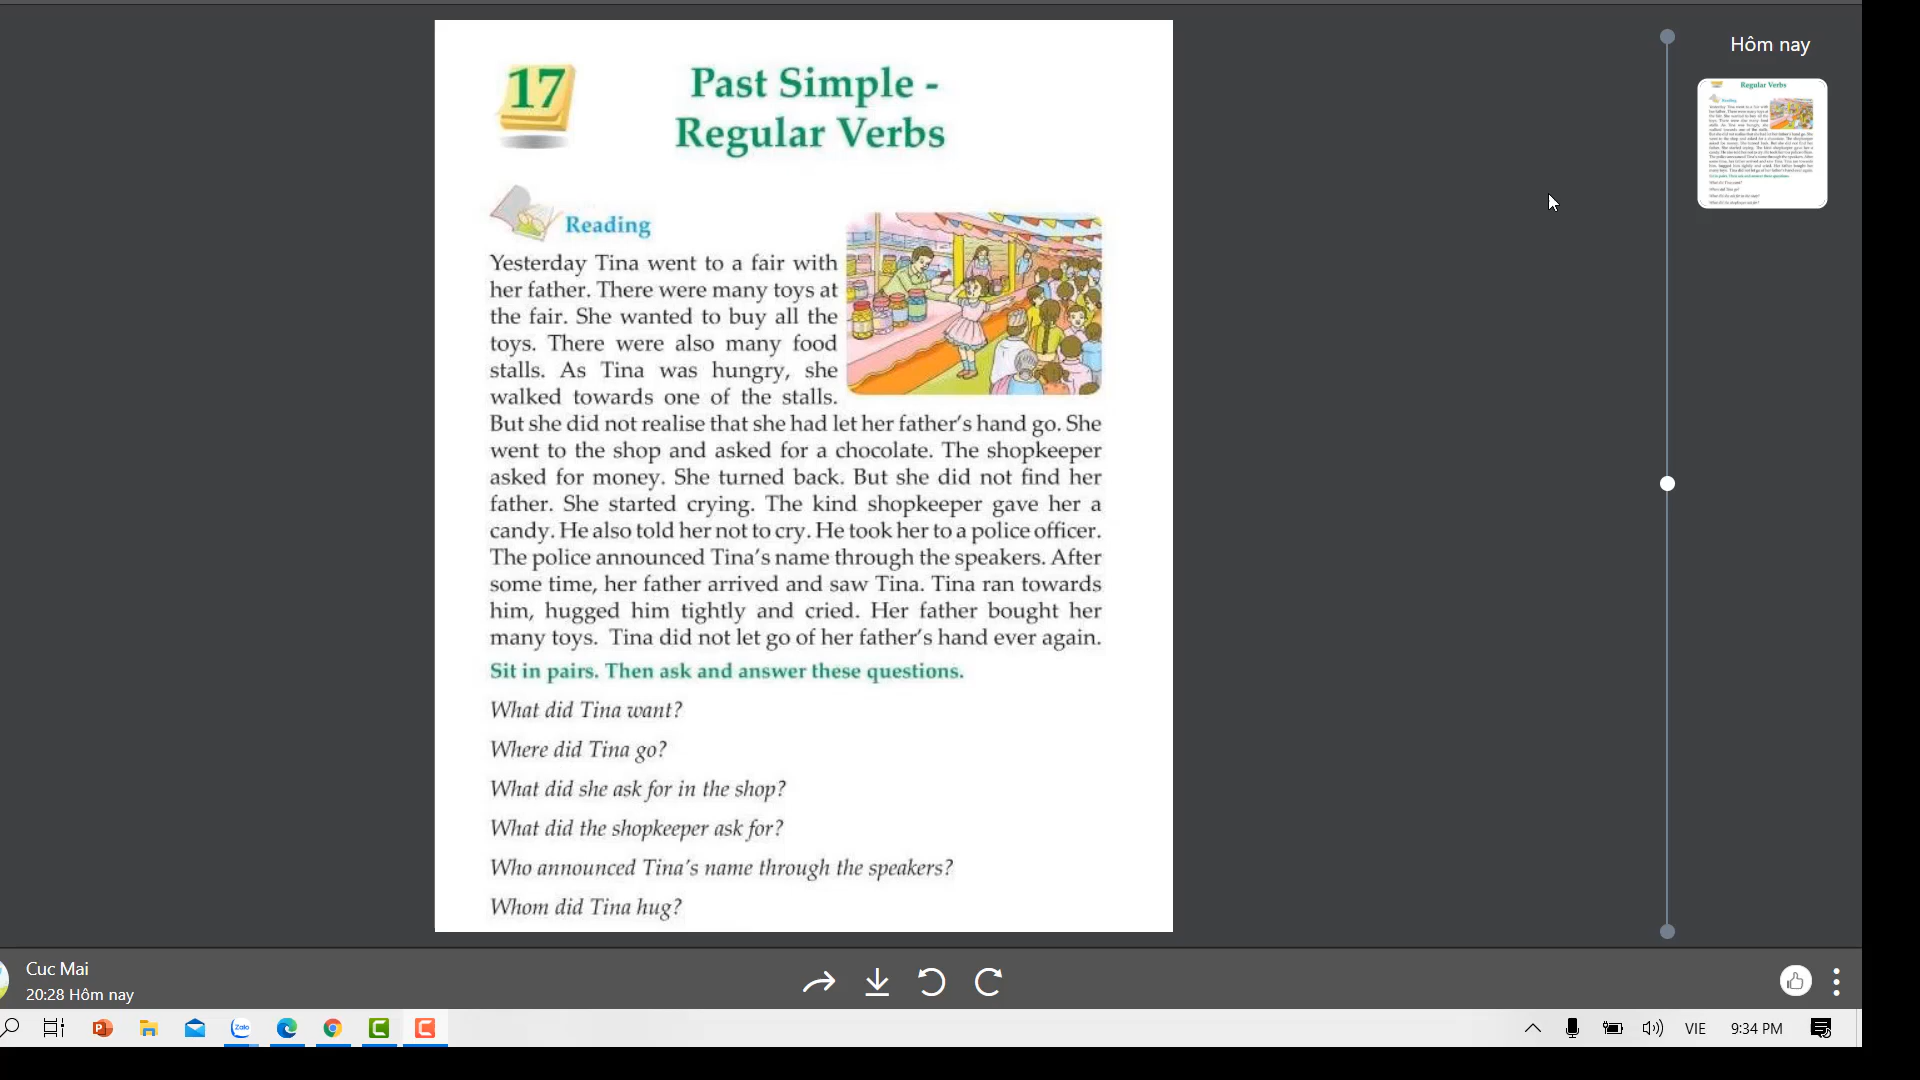 Hôm nay
17
Past Simple -
Regular Verbs
Regular Verbs
Reading
Yesterday Tina went to a fair with
her father. There were many toys at
the fair. She wanted to buy all the
toys. There were also many food
stalls. As Tina was hungry, she
walked towards one of the stalls.
But she did not realise that she had let her father's hand go. She
went to the shop and asked for a chocolate. The shopkeeper
asked for money. She turned back. But she did not find her
father. She started crying. The kind shopkeeper gave her a
candy. He also told her not to cry. He took her to a police officer.
The police announced Tina's name through the speakers. After
some time, her father arrived and saw Tina. Tina ran towards
him, hugged him tightly and cried. Her father bought her
many toys. Tina did not let go of her father's hand ever again.
Sit in pairs. Then ask and answer these questions.
What did Tina want?
Where did Tina go?
What did she ask for in the shop?
What did the shopkeeper ask for?
Who announced Tina's name through the speakers?
Whom did Tina hug?
Cuc Mai
20:28 Hôm nay
Zalo
VIE
9:34 PM